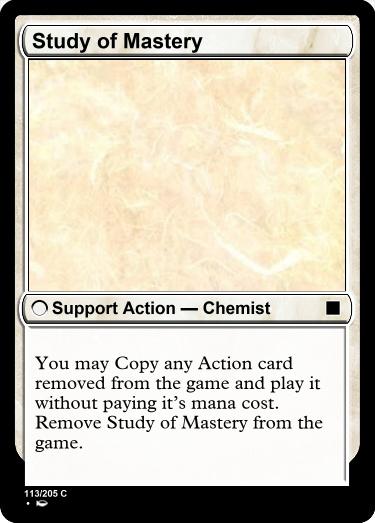 Study of Mastery
Support Action — Chemist
You may Copy any Action card
removed from the game and play it
without paying it's mana cost.
Remove Study of Mastery from the
game.
113/205 C